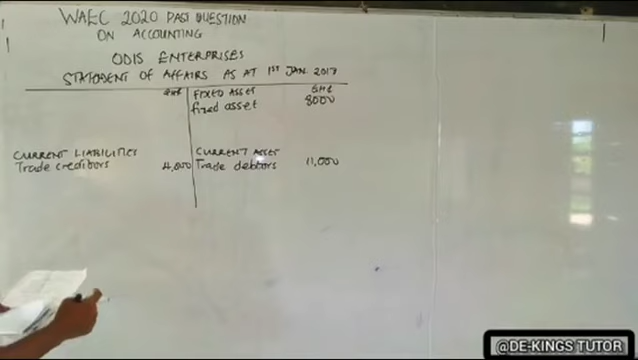 WAEC 2020 PAST QUESTION
ON ACCOUNTING
ODIS ENTERPRISES
STATEMENT OF AFFAIRS AS AT 1ST JAN. 2017
GH¢ FIXED ASSET GH¢
fixed asset 8000
CURRENT LIABILITIES CURRENT ASSET
Trade creditors 4,000 Trade debtors 11,000
@DE-KINGS TUTOR